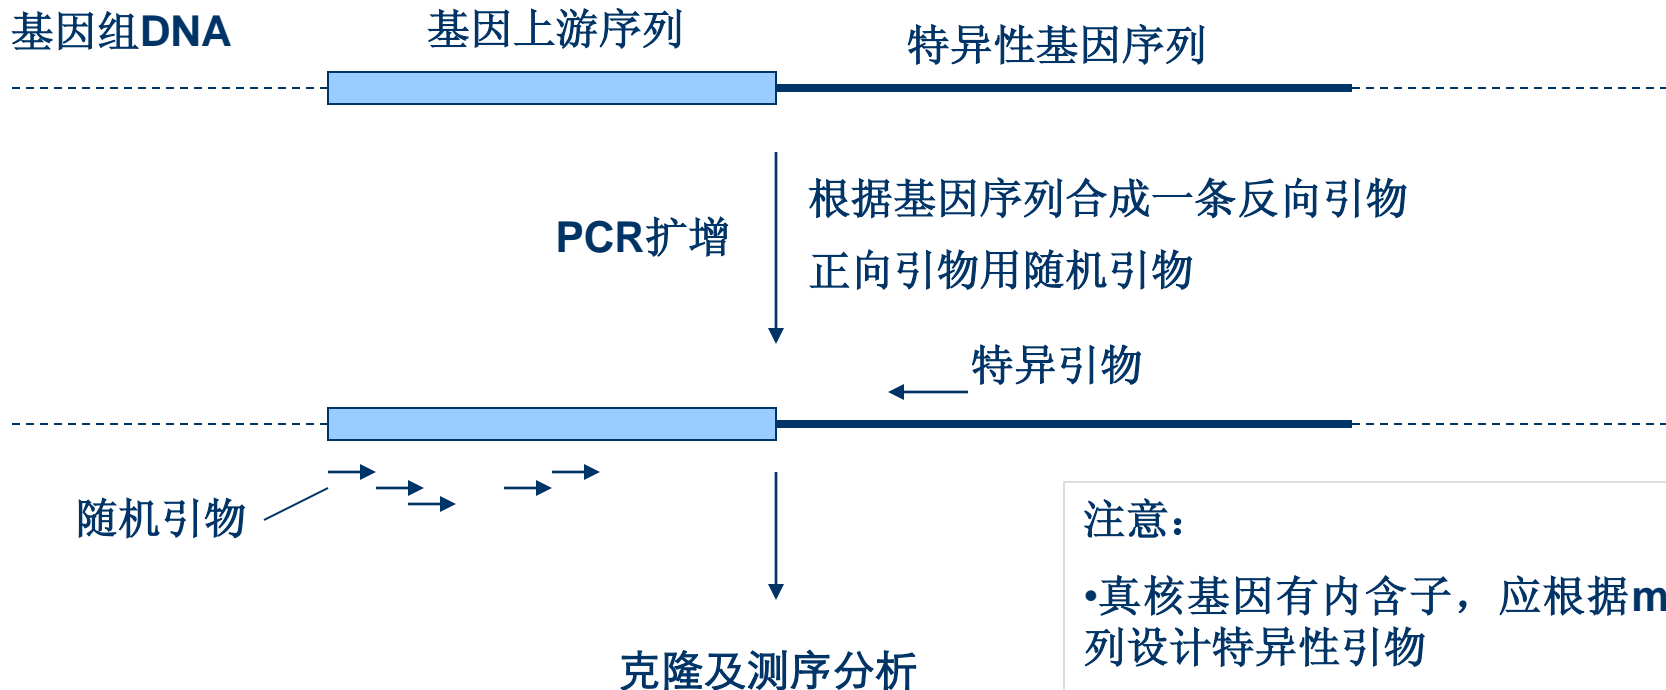 基因组DNA
基因上游序列
特异性基因序列
PCR扩增
根据基因序列合成一条反向引物
正向引物用随机引物
特异引物
随机引物
注意：
•真核基因有内含子，应根据m
列设计特异性引物
克隆及测序分析